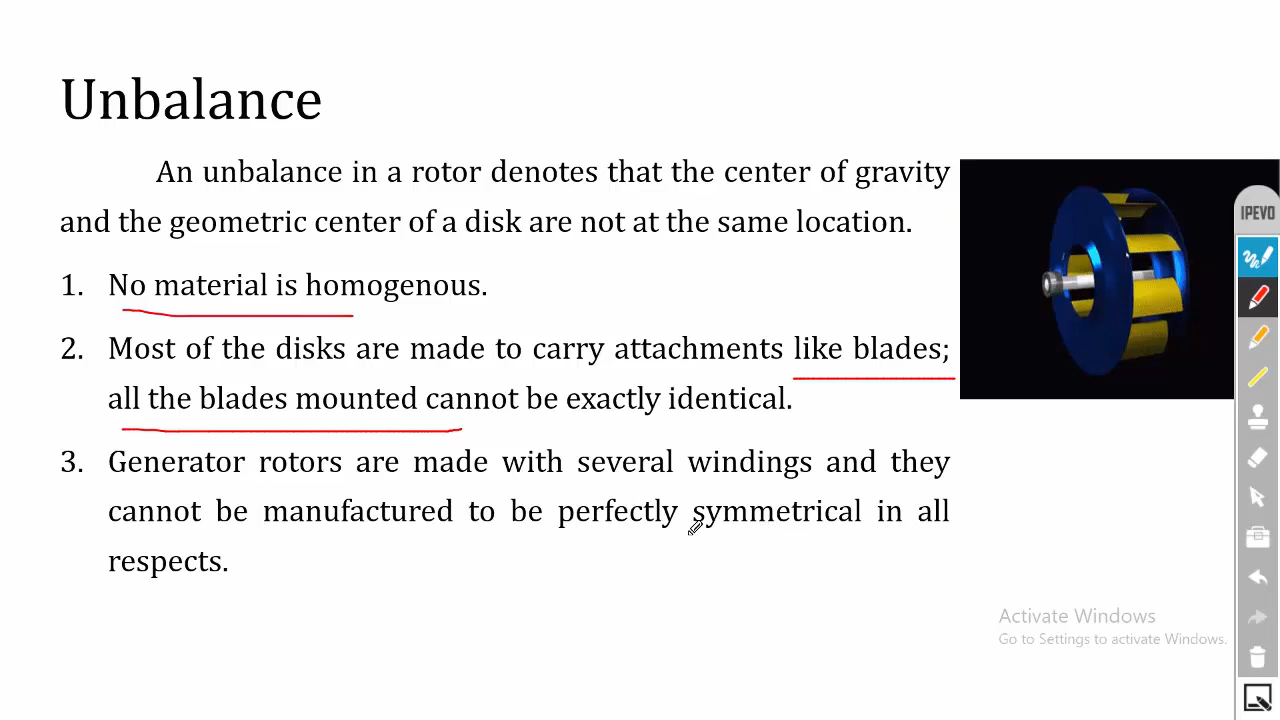 Unbalance
An unbalance in a rotor denotes that the center of gravity
and the geometric center of a disk are not at the same location.
1. No material is homogenous.
2. Most of the disks are made to carry attachments like blades;
all the blades mounted cannot be exactly identical.
3. Generator rotors are made with several windings and they
cannot be manufactured to be perfectly symmetrical in all
respects.
IPEVO
Activate Windows
Go to Settings to activate Windows.